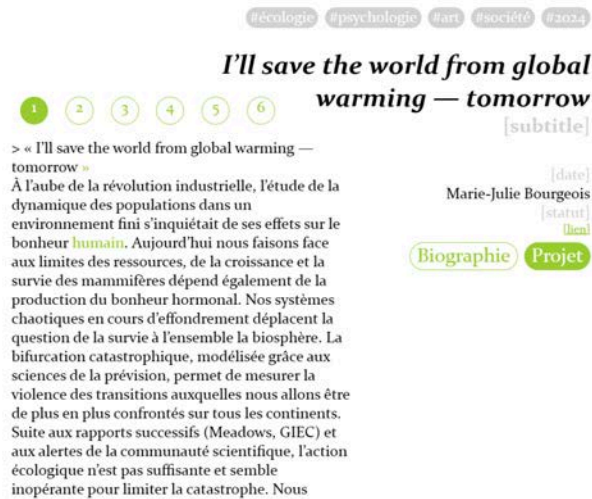 #écologie #psychologie #art #société #2024
I’ll save the world from global
warming — tomorrow
[subtitle]
1 2 3 4 5 6
[date]
Marie-Julie Bourgeois
[statut]
[lien]
Biographie Projet
> « I’ll save the world from global warming —
tomorrow »
À l’aube de la révolution industrielle, l’étude de la
dynamique des populations dans un
environnement fini s’inquiétait de ses effets sur le
bonheur humain. Aujourd’hui nous faisons face
aux limites des ressources, de la croissance et la
survie des mammifères dépend également de la
production du bonheur hormonal. Nos systèmes
chaotiques en cours d’effondrement déplacent la
question de la survie à l’ensemble la biosphère. La
bifurcation catastrophique, modélisée grâce aux
sciences de la prévision, permet de mesurer la
violence des transitions auxquelles nous allons être
de plus en plus confrontés sur tous les continents.
Suite aux rapports successifs (Meadows, GIEC) et
aux alertes de la communauté scientifique, l’action
écologique n’est pas suffisante et semble
inopérante pour limiter la catastrophe. Nous